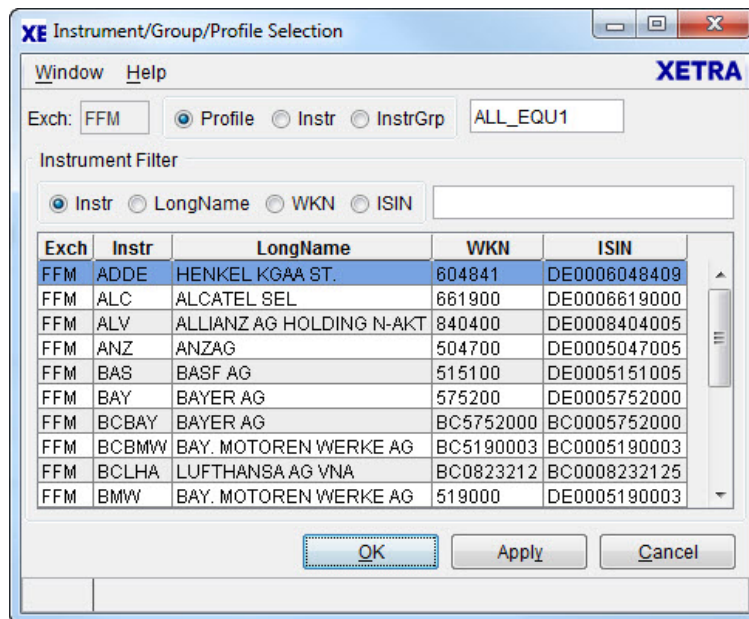 XE Instrument/Group/Profile Selection
Window Help XETRA
Exch: FFM Profile Instr InstrGrp ALL_EQU1
Instrument Filter
Instr LongName WKN ISIN
Exch Instr LongName WKN ISIN
FFM ADDE HENKEL KGAA ST. 604841 DE0006048409
FFM ALC ALCATEL SEL 661900 DE0006619000
FFM ALV ALLIANZ AG HOLDING N-AKT 840400 DE0008404005
FFM ANZ ANZAG 504700 DE0005047005
FFM BAS BASF AG 515100 DE0005151005
FFM BAY BAYER AG 575200 DE0005752000
FFM BCBAY BAYER AG BC5752000 BC0005752000
FFM BCBMW BAY. MOTOREN WERKE AG BC5190003 BC0005190003
FFM BCLHA LUFTHANSA AG VNA BC0823212 BC0008232125
FFM BMW BAY. MOTOREN WERKE AG 519000 DE0005190003
OK Apply Cancel